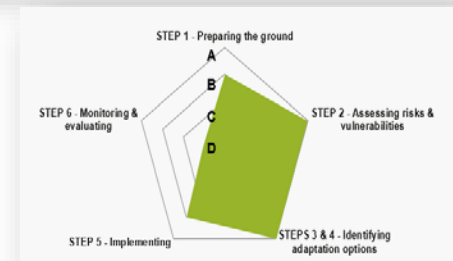 STEP 1 - Preparing the ground
A
B
STEP 6 - Monitoring &
evaluating
STEP 2 - Assessing risks &
vulnerabilities
C
D
STEPS 3 & 4 - Identifying
adaptation options
STEP 5 - Implementing